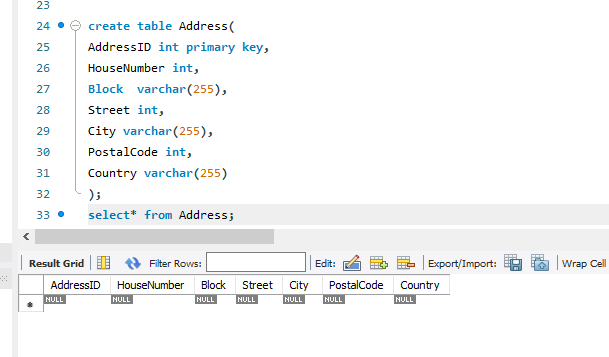 23
24 create table Address(
25 AddressID int primary key,
26 HouseNumber int,
27 Block  varchar(255),
28 Street int,
29 City varchar(255),
30 PostalCode int,
31 Country varchar(255)
32 );
33 select* from Address;
Result Grid Filter Rows: Edit: Export/Import: Wrap Cell
AddressID HouseNumber Block Street City PostalCode Country
NULL NULL NULL NULL NULL NULL NULL